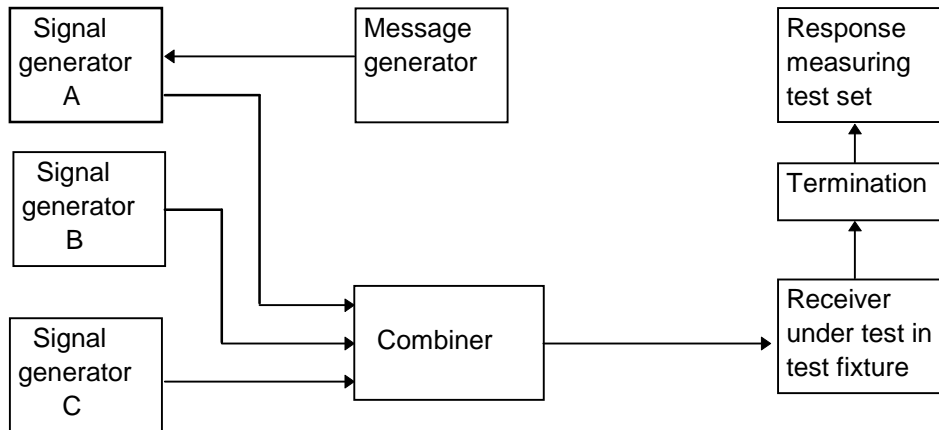 Signal
generator
A
Message
generator
Response
measuring
test set
Signal
generator
B
Termination
Signal
generator
C
Combiner
Receiver
under test in
test fixture